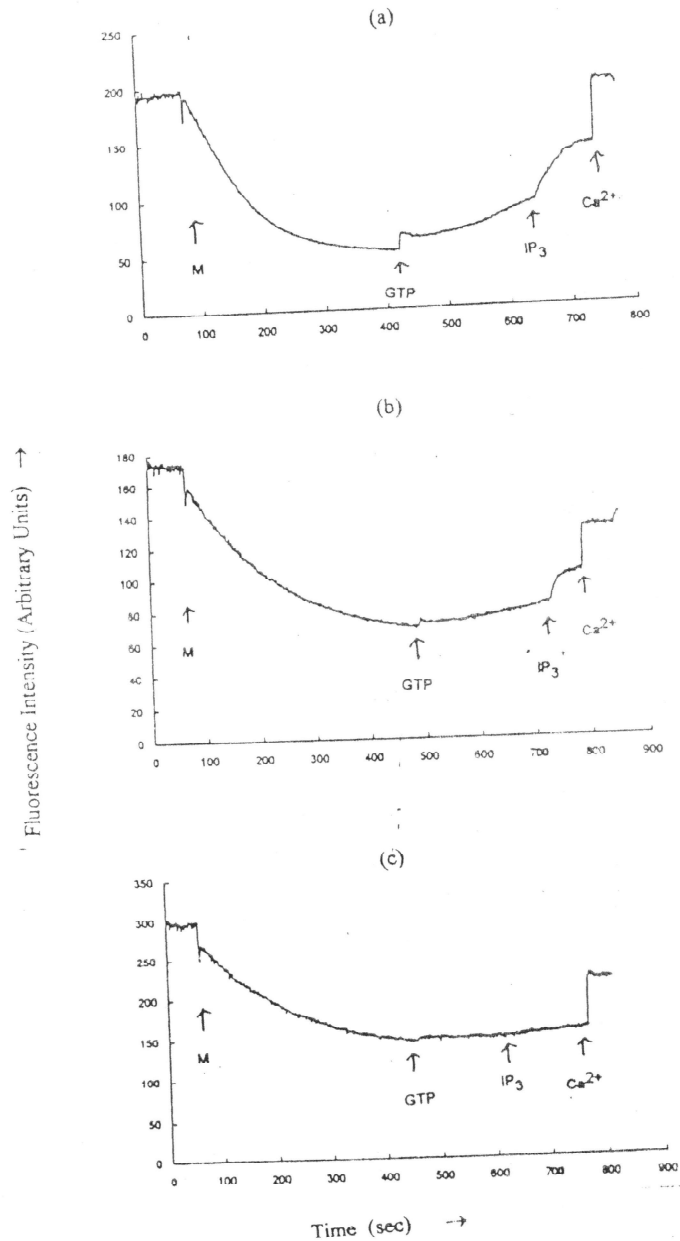 (a)
250
200
150
100
50
0
M
GTP
IP3
Ca2+
0 100 200 300 400 500 600 700 800
(b)
Fluorescence Intensity (Arbitrary Units) →
180
160
140
120
100
80
60
40
20
0
M
GTP
IP3
Ca2+
0 100 200 300 400 500 600 700 800 900
(c)
350
300
250
200
150
100
50
0
M
GTP
IP3
Ca2+
0 100 200 300 400 500 600 700 800 900
Time (sec) →